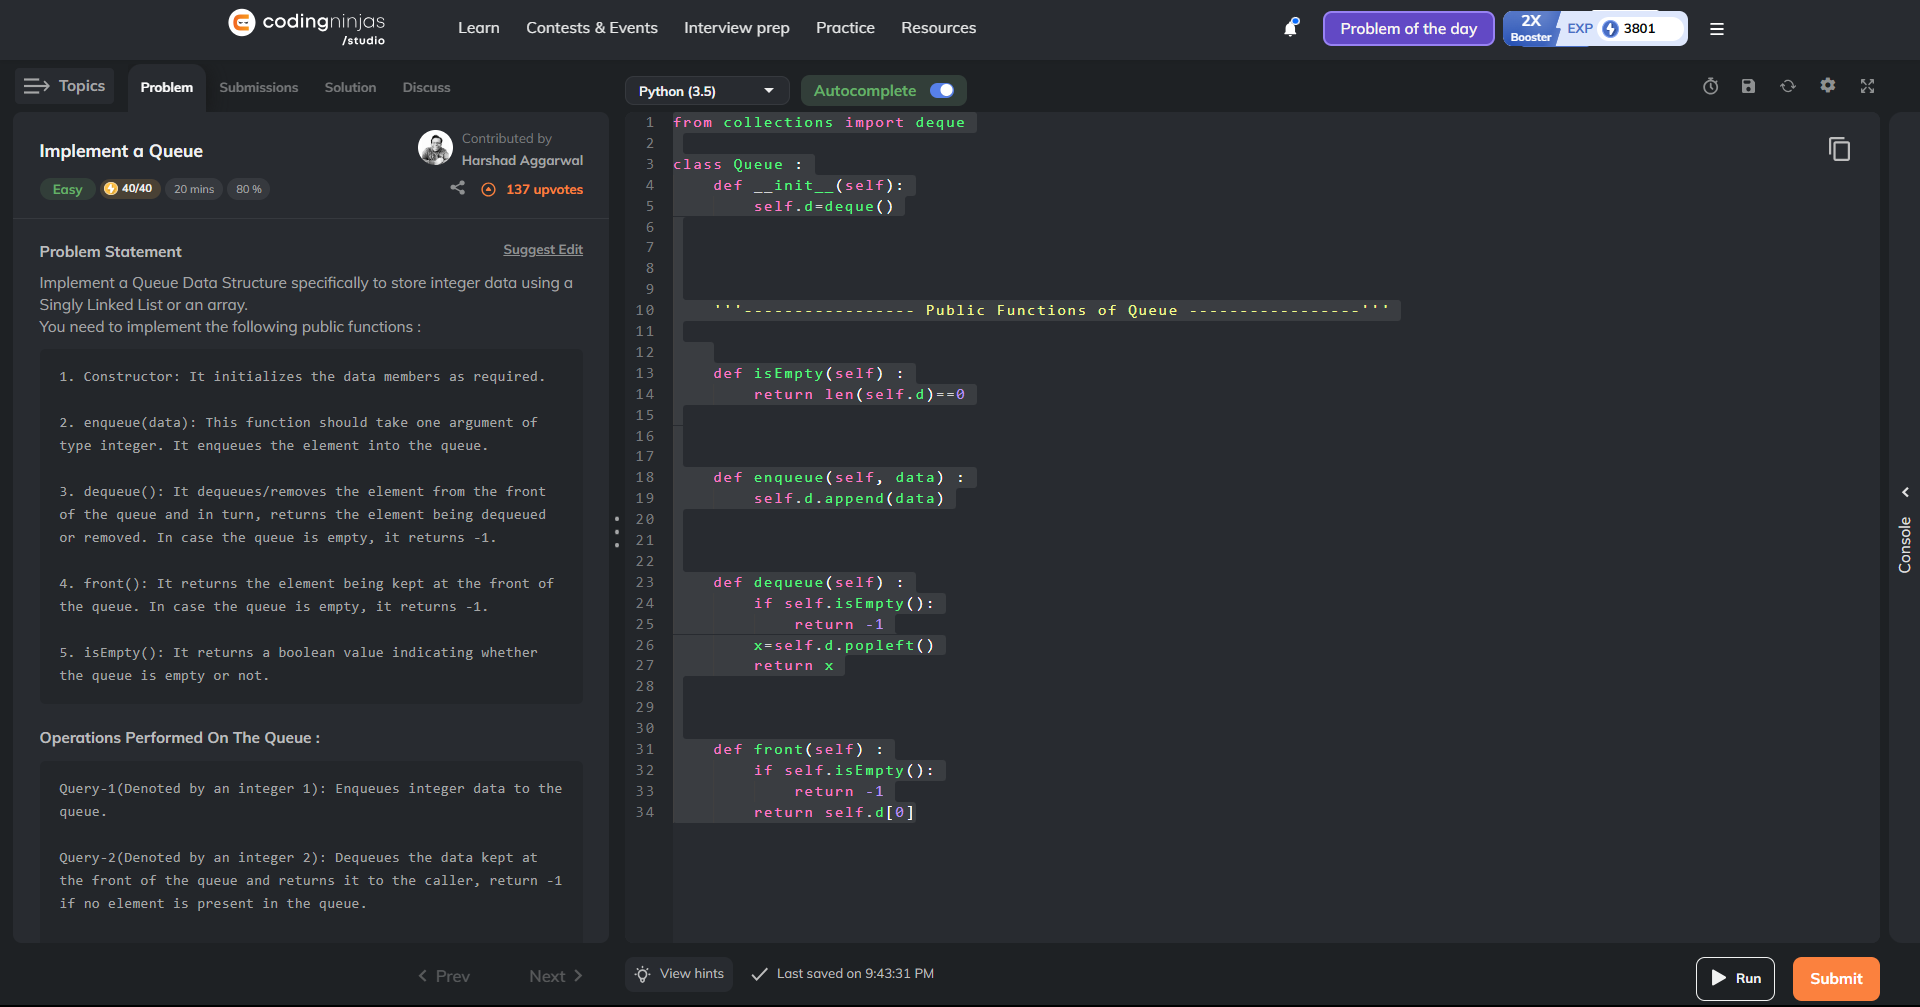 codingninjas
/studio
Learn
Contests & Events
Interview prep
Practice
Resources
Problem of the day
2X
Booster
EXP
3801
Topics
Problem
Submissions
Solution
Discuss
Python (3.5)
Autocomplete
Implement a Queue
Contributed by
Harshad Aggarwal
Easy
40/40
20 mins
80 %
137 upvotes
Problem Statement
Suggest Edit
Implement a Queue Data Structure specifically to store integer data using a
Singly Linked List or an array.
You need to implement the following public functions :
1. Constructor: It initializes the data members as required.
2. enqueue(data): This function should take one argument of
type integer. It enqueues the element into the queue.
3. dequeue(): It dequeues/removes the element from the front
of the queue and in turn, returns the element being dequeued
or removed. In case the queue is empty, it returns -1.
4. front(): It returns the element being kept at the front of
the queue. In case the queue is empty, it returns -1.
5. isEmpty(): It returns a boolean value indicating whether
the queue is empty or not.
Operations Performed On The Queue :
Query-1(Denoted by an integer 1): Enqueues integer data to the
queue.
Query-2(Denoted by an integer 2): Dequeues the data kept at
the front of the queue and returns it to the caller, return -1
if no element is present in the queue.
Prev
Next
1 from collections import deque
2
3 class Queue :
4     def __init__(self):
5         self.d=deque()
6
7
8
9
10     '''----------------- Public Functions of Queue -----------------'''
11
12
13     def isEmpty(self) :
14         return len(self.d)==0
15
16
17
18     def enqueue(self, data) :
19         self.d.append(data)
20
21
22
23     def dequeue(self) :
24         if self.isEmpty():
25             return -1
26         x=self.d.popleft()
27         return x
28
29
30
31     def front(self) :
32         if self.isEmpty():
33             return -1
34         return self.d[0]
Console
View hints
Last saved on 9:43:31 PM
Run
Submit